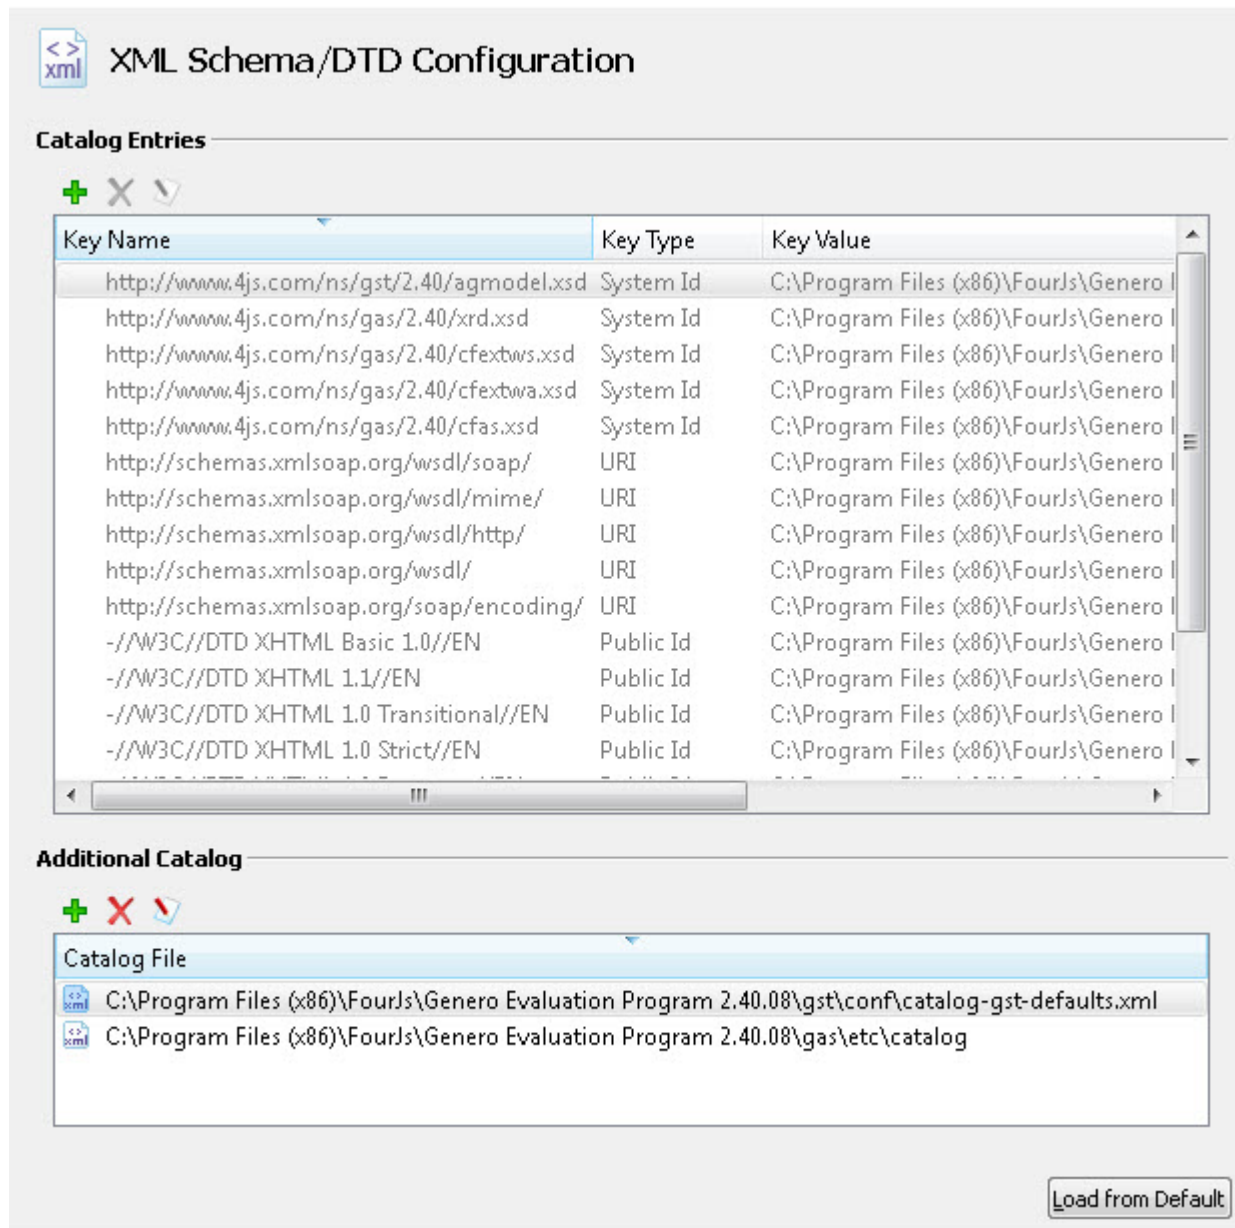 <>
xml
XML Schema/DTD Configuration
Catalog Entries
Key Name Key Type Key Value
http://www.4js.com/ns/gst/2.40/agmodel.xsd System Id C:\Program Files (x86)\FourJs\Genero
http://www.4js.com/ns/gas/2.40/xrd.xsd System Id C:\Program Files (x86)\FourJs\Genero
http://www.4js.com/ns/gas/2.40/cfextws.xsd System Id C:\Program Files (x86)\FourJs\Genero
http://www.4js.com/ns/gas/2.40/cfextwa.xsd System Id C:\Program Files (x86)\FourJs\Genero
http://www.4js.com/ns/gas/2.40/cfas.xsd System Id C:\Program Files (x86)\FourJs\Genero
http://schemas.xmlsoap.org/wsdl/soap/ URI C:\Program Files (x86)\FourJs\Genero
http://schemas.xmlsoap.org/wsdl/mime/ URI C:\Program Files (x86)\FourJs\Genero
http://schemas.xmlsoap.org/wsdl/http/ URI C:\Program Files (x86)\FourJs\Genero
http://schemas.xmlsoap.org/wsdl/ URI C:\Program Files (x86)\FourJs\Genero
http://schemas.xmlsoap.org/soap/encoding/ URI C:\Program Files (x86)\FourJs\Genero
-//W3C//DTD XHTML Basic 1.0//EN Public Id C:\Program Files (x86)\FourJs\Genero
-//W3C//DTD XHTML 1.1//EN Public Id C:\Program Files (x86)\FourJs\Genero
-//W3C//DTD XHTML 1.0 Transitional//EN Public Id C:\Program Files (x86)\FourJs\Genero
-//W3C//DTD XHTML 1.0 Strict//EN Public Id C:\Program Files (x86)\FourJs\Genero
Additional Catalog
Catalog File
xml C:\Program Files (x86)\FourJs\Genero Evaluation Program 2.40.08\gst\conf\catalog-gst-defaults.xml
xml C:\Program Files (x86)\FourJs\Genero Evaluation Program 2.40.08\gas\etc\catalog
Load from Default